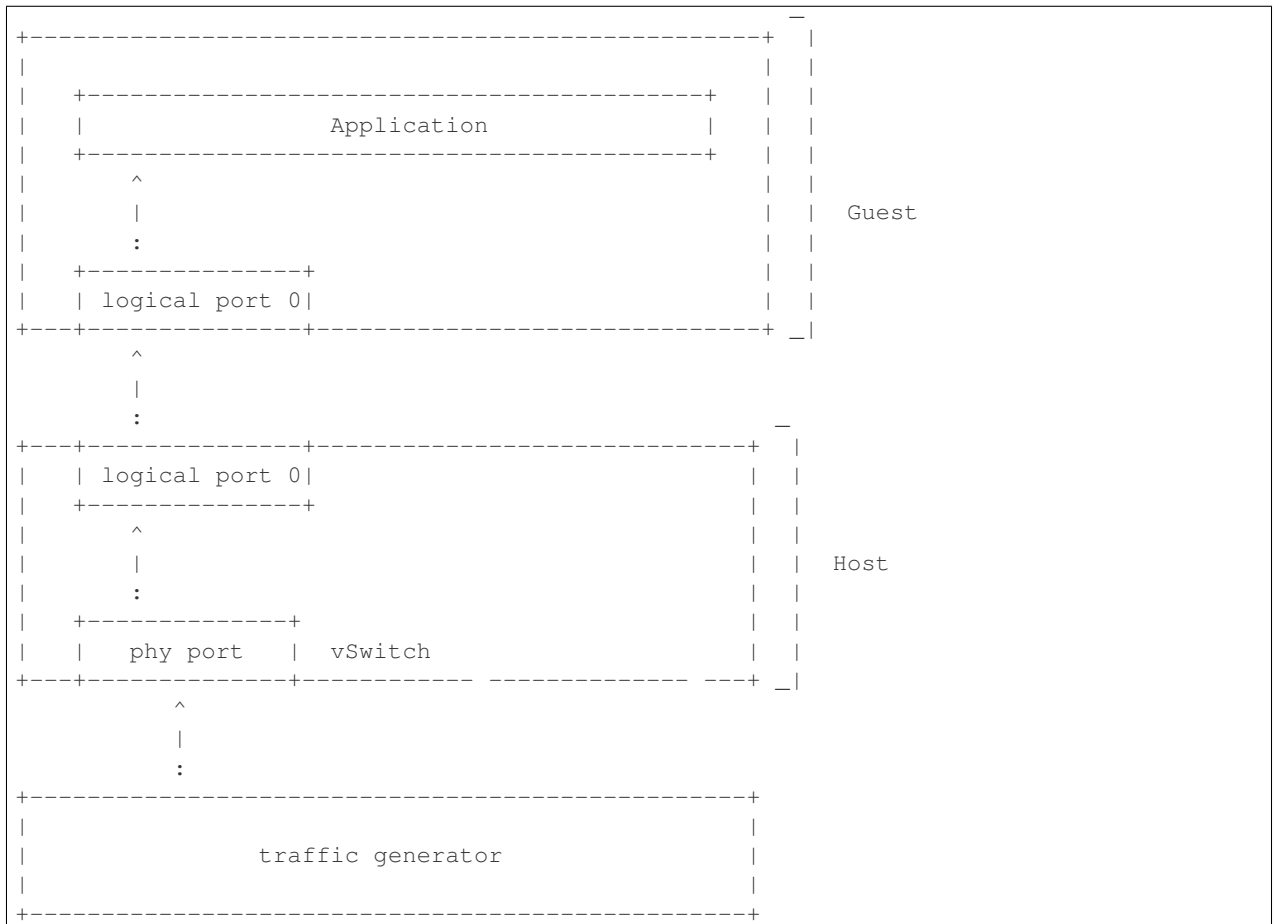 Application
Guest
logical port 0
logical port 0
Host
phy port vSwitch
traffic generator